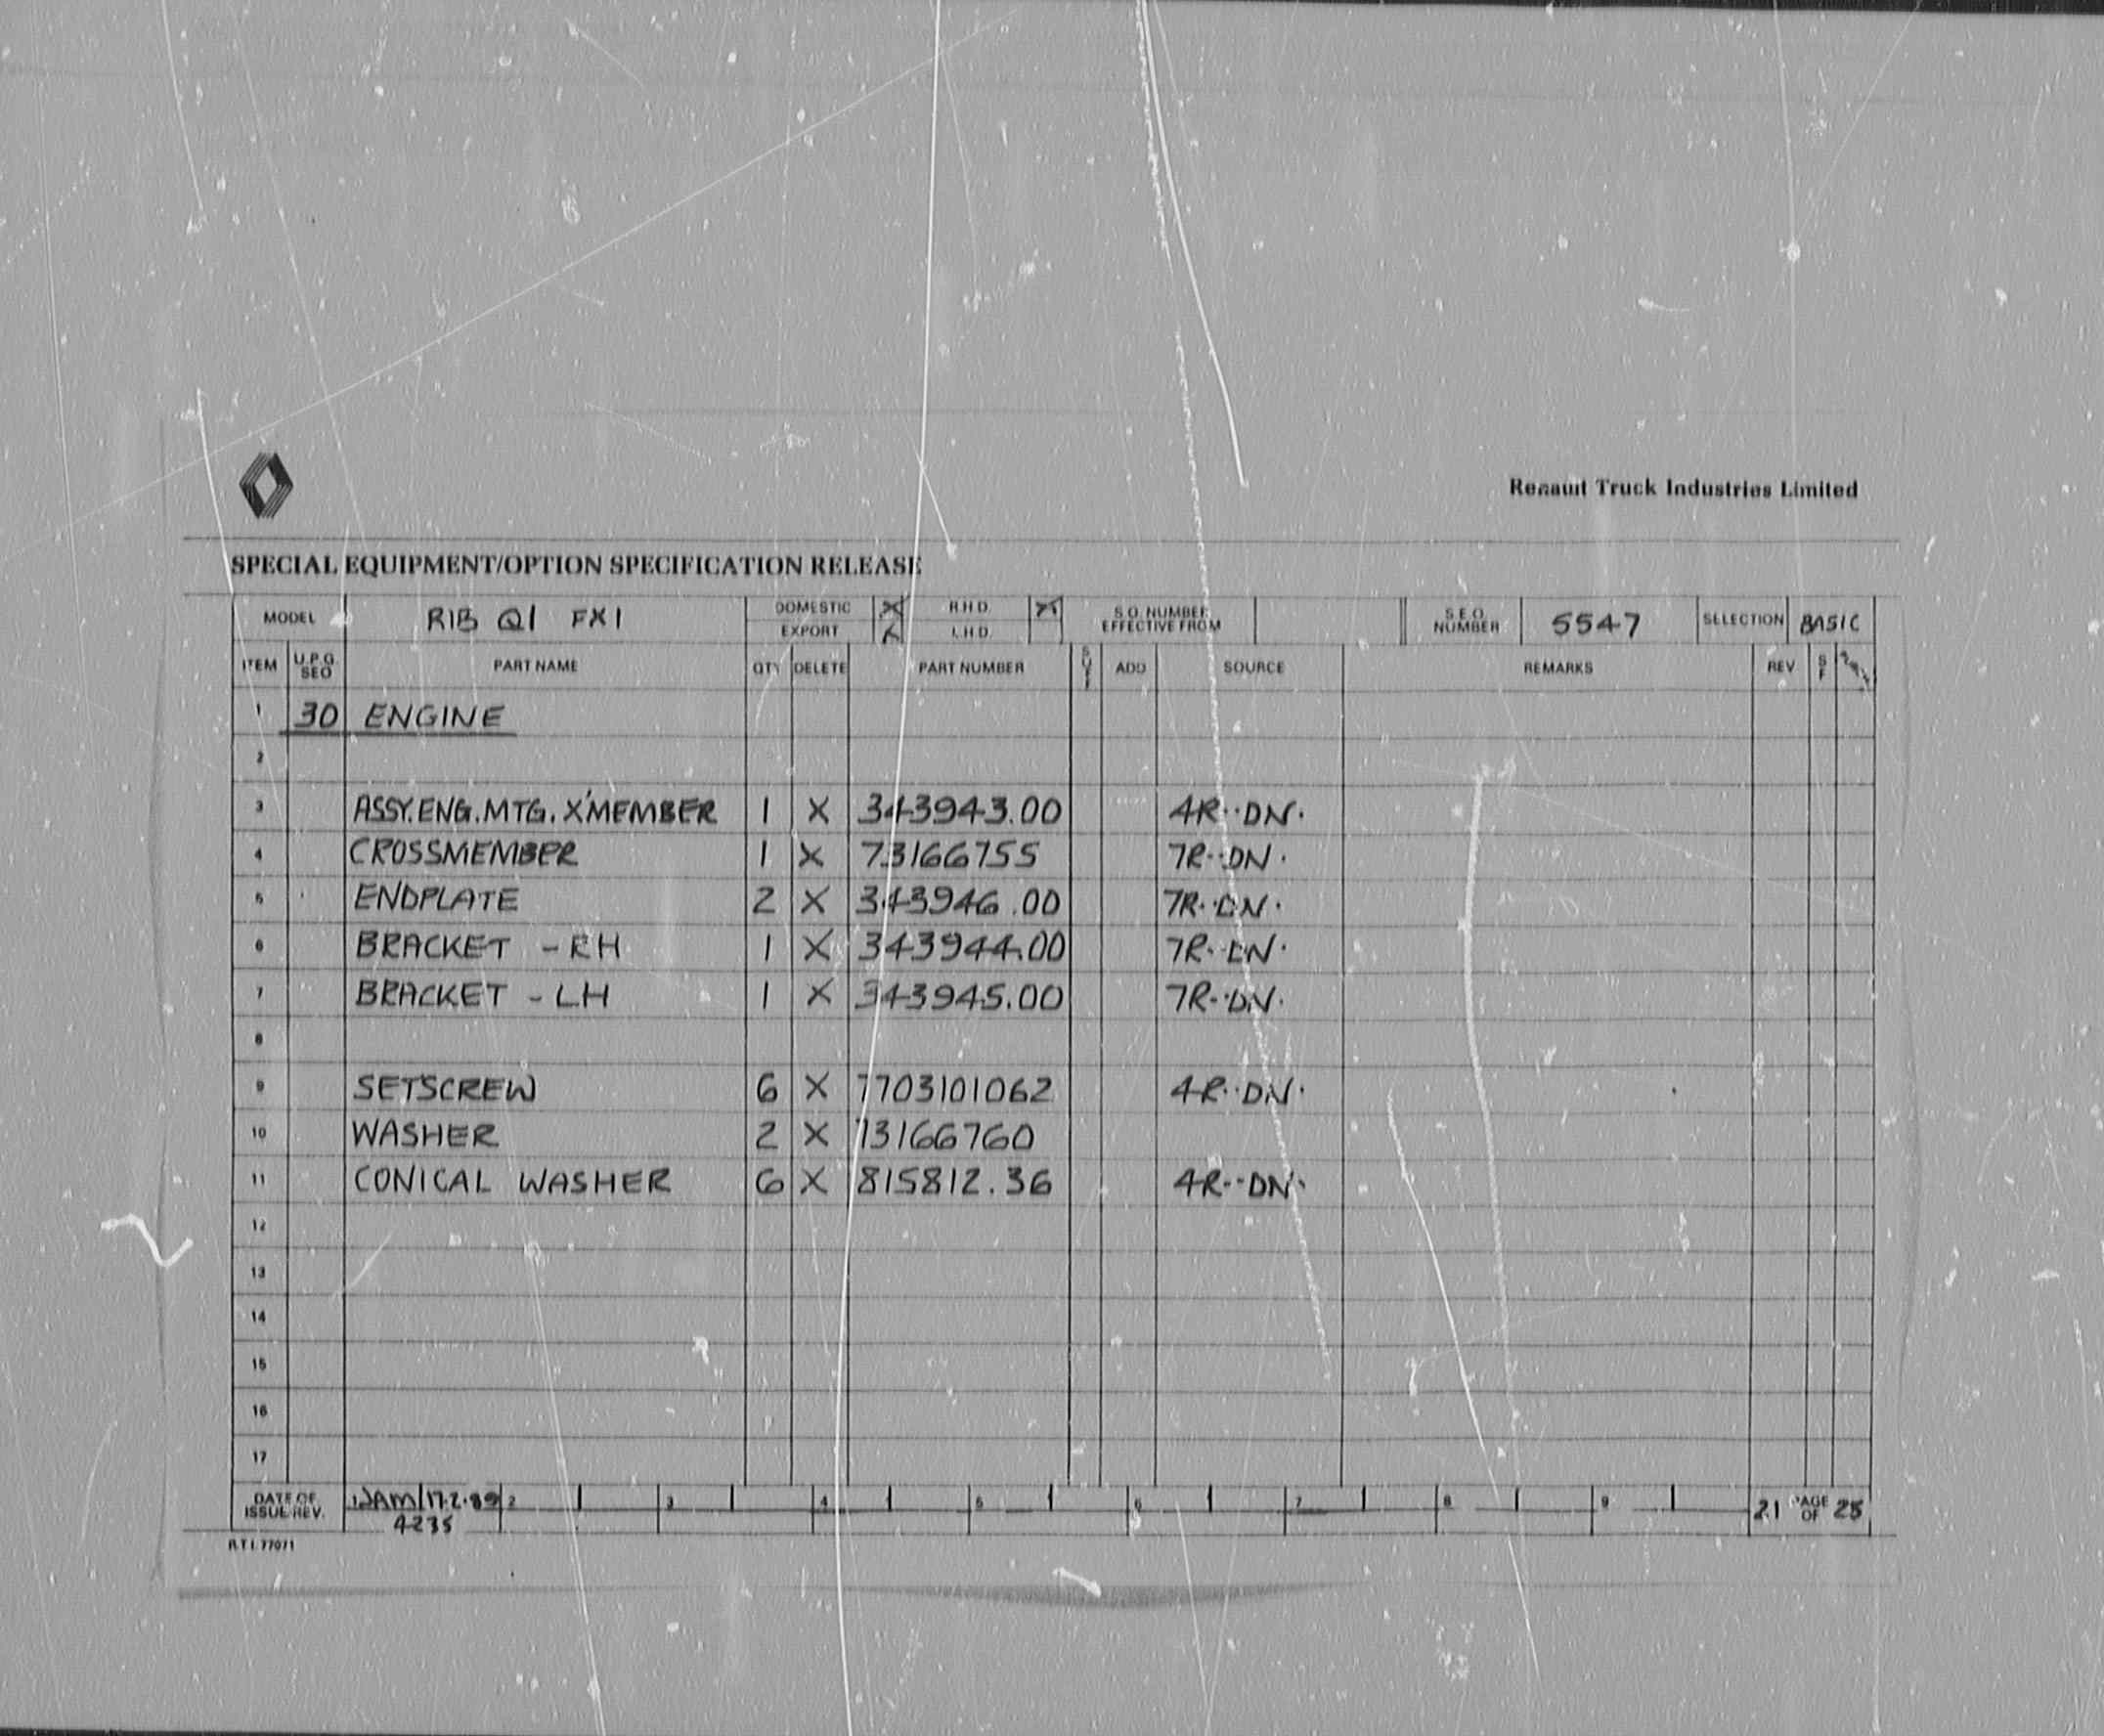 Renault Truck Industries Limited
SPECIAL EQUIPMENT/OPTION SPECIFICATION RELEASE
MODEL R1B Q1 FX1 DOMESTIC X R.H.D. X S.O. NUMBER EFFECTIVE FROM S.E.O. NUMBER 5547 SELECTION BASIC
EXPORT L.H.D.
ITEM U.P.G. SEQ PART NAME QTY DELETE PART NUMBER ADD SOURCE REMARKS REV
1 30 ENGINE
2
3 ASSY.ENG.MTG.X'MEMBER 1 X 343943.00 4R··DN·
4 CROSSMEMBER 1 X 73166755 7R··DN·
5 ENDPLATE 2 X 343946.00 7R··DN·
6 BRACKET - RH 1 X 343944.00 7R··DN·
7 BRACKET - LH 1 X 343945.00 7R··DN·
8
9 SETSCREW 6 X 7703101062 4R··DN·
10 WASHER 2 X 73166760
11 CONICAL WASHER 6 X 815812.36 4R··DN·
12
13
14
15
16
17
DATE OF ISSUE/REV. 1 JAM 17.2.89 2 3 4 5 6 7 8 9 21 PAGE OF 25
4235
R.T.I. 77071